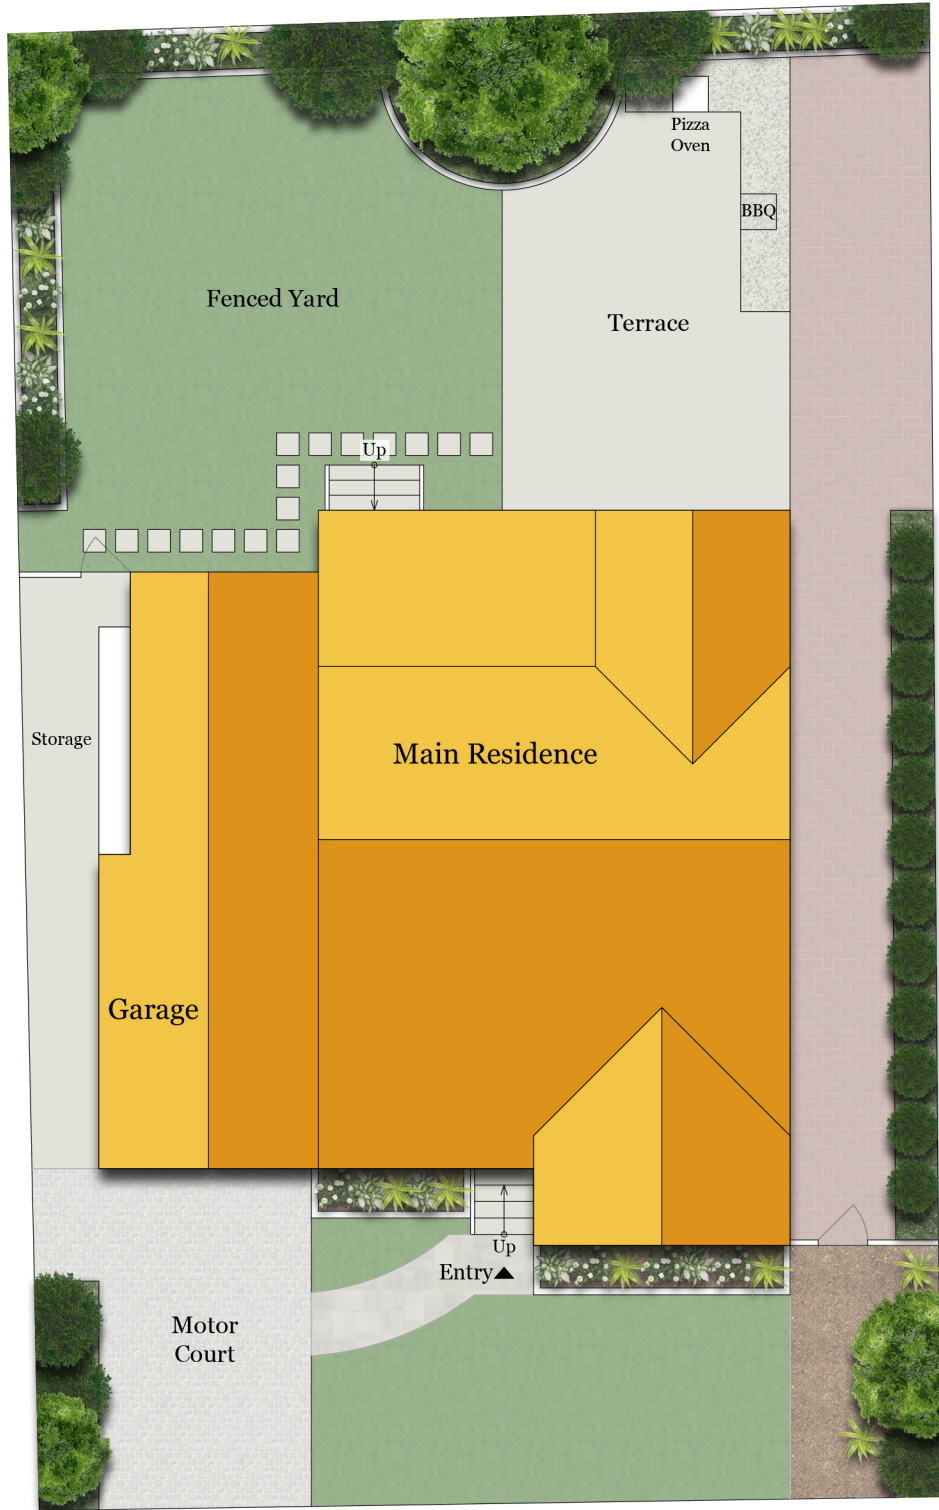 Pizza
Oven
BBQ
Fenced Yard
Terrace
Up
Storage
Main Residence
Garage
Up
Entry
Motor
Court